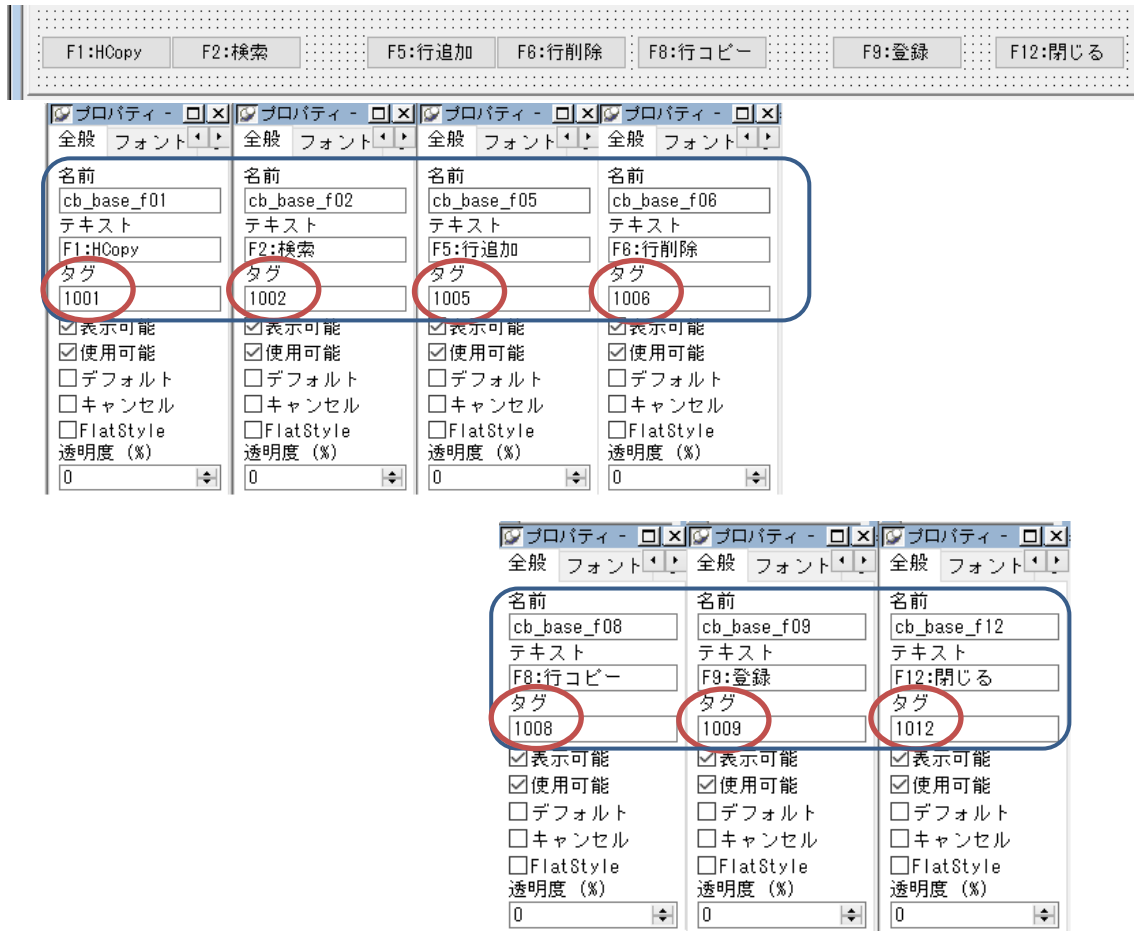 F1:HCopy F2:検索 F5:行追加 F6:行削除 F8:行コピー F9:登録 F12:閉じる
プロパティ - プロパティ - プロパティ - プロパティ -
全般 フォント 全般 フォント 全般 フォント 全般 フォント
名前 名前 名前 名前
cb_base_f01 cb_base_f02 cb_base_f05 cb_base_f06
テキスト テキスト テキスト テキスト
F1:HCopy F2:検索 F5:行追加 F6:行削除
タグ タグ タグ タグ
1001 1002 1005 1006
表示可能 表示可能 表示可能 表示可能
使用可能 使用可能 使用可能 使用可能
デフォルト デフォルト デフォルト デフォルト
キャンセル キャンセル キャンセル キャンセル
FlatStyle FlatStyle FlatStyle FlatStyle
透明度 (%) 透明度 (%) 透明度 (%) 透明度 (%)
0 0 0 0
プロパティ - プロパティ - プロパティ -
全般 フォント 全般 フォント 全般 フォント
名前 名前 名前
cb_base_f08 cb_base_f09 cb_base_f12
テキスト テキスト テキスト
F8:行コピー F9:登録 F12:閉じる
タグ タグ タグ
1008 1009 1012
表示可能 表示可能 表示可能
使用可能 使用可能 使用可能
デフォルト デフォルト デフォルト
キャンセル キャンセル キャンセル
FlatStyle FlatStyle FlatStyle
透明度 (%) 透明度 (%) 透明度 (%)
0 0 0